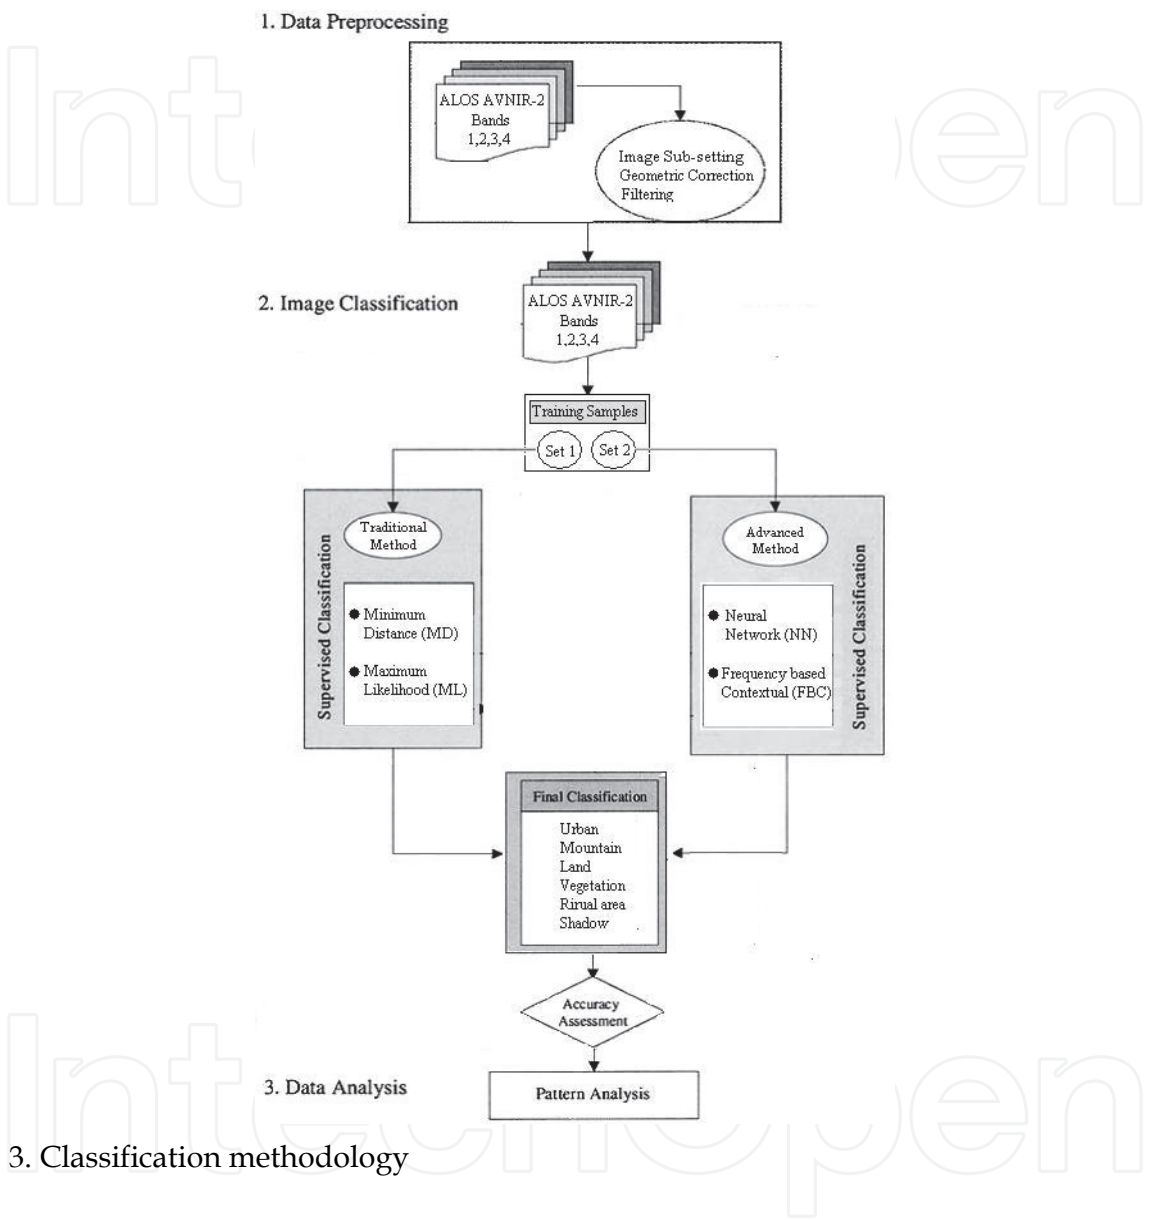 1. Data Preprocessing
ALOS AVNIR-2
Bands
1,2,3,4
Image Sub-setting
Geometric Correction
Filtering
2. Image Classification
ALOS AVNIR-2
Bands
1,2,3,4
Training Samples
Set 1
Set 2
Supervised Classification
Traditional
Method
Minimum
Distance (MD)
Maximum
Likelihood (ML)
Advanced
Method
Neural
Network (NN)
Frequency based
Contextual (FBC)
Supervised Classification
Final Classification
Urban
Mountain
Land
Vegetation
Rirual area
Shadow
Accuracy
Assessment
3. Data Analysis
Pattern Analysis
3. Classification methodology
IntechOpen
IntechOpen